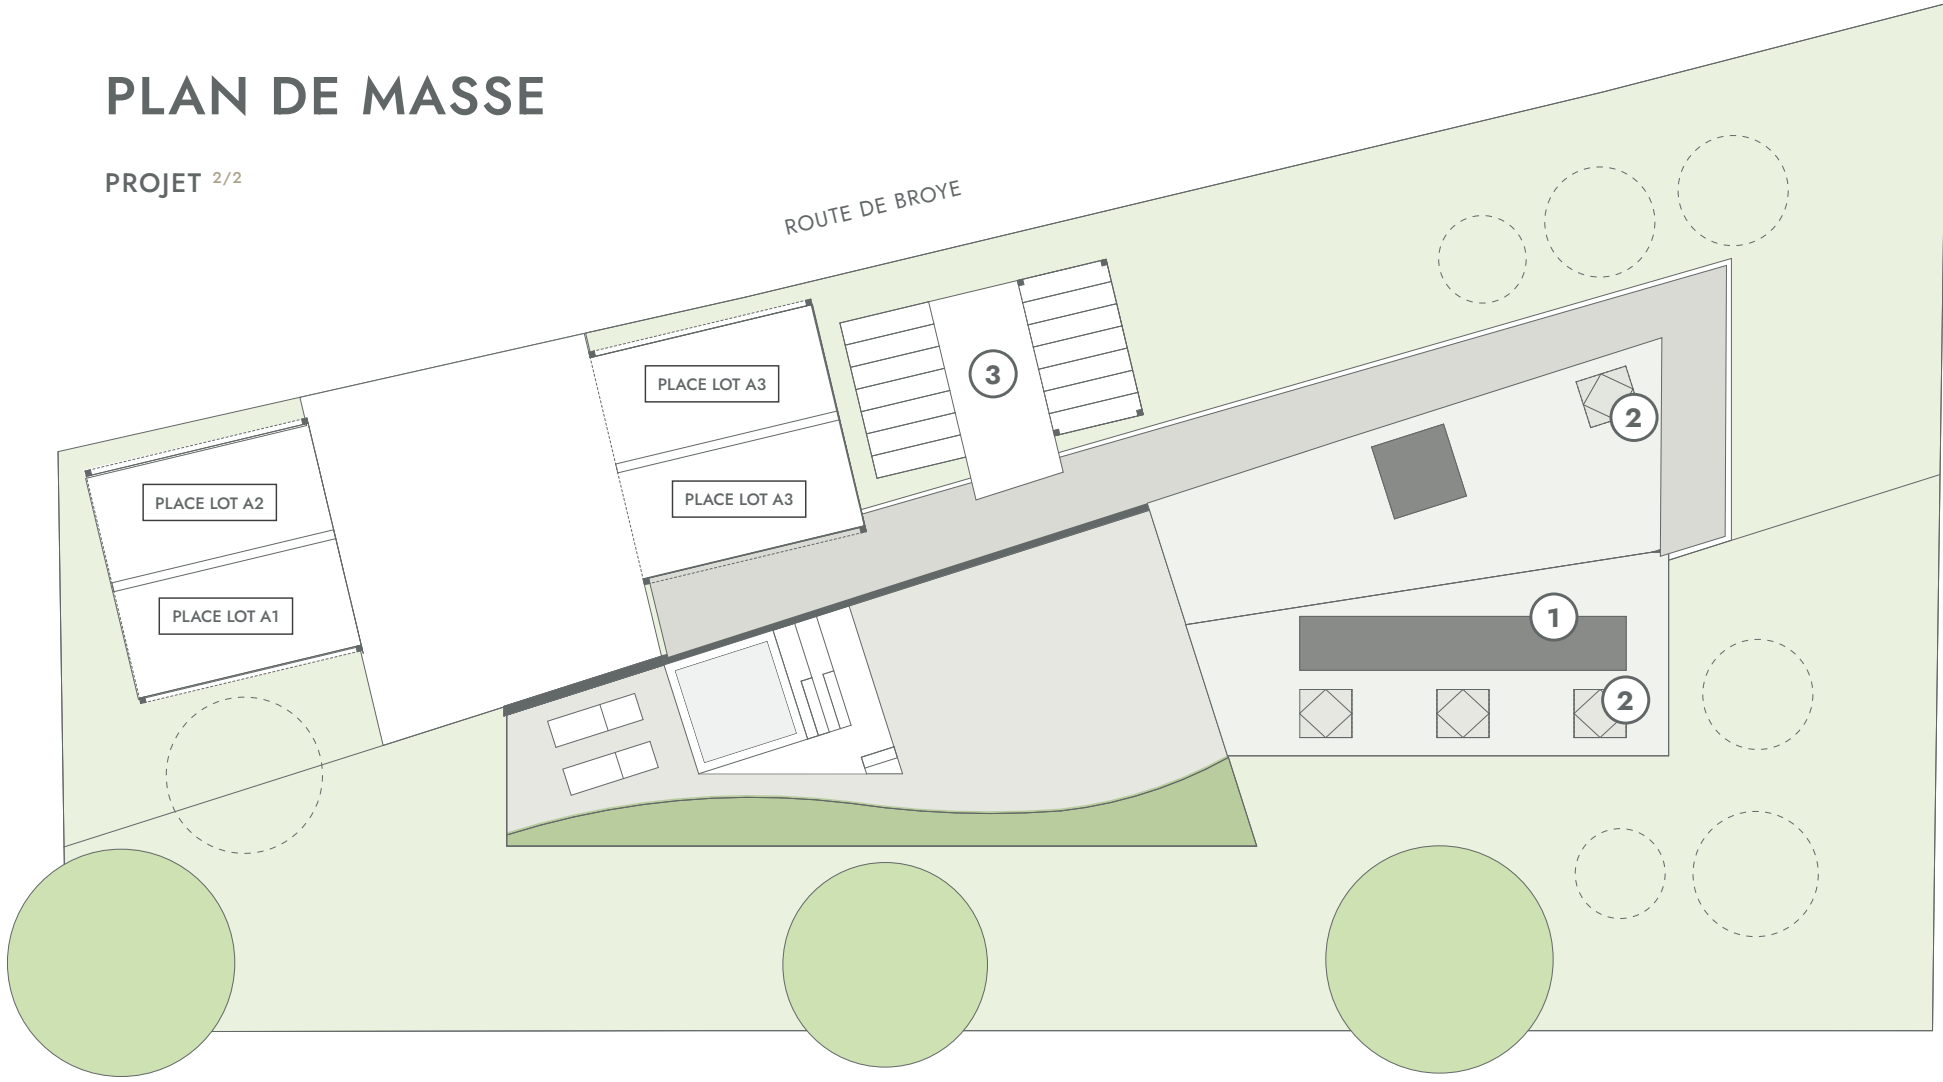 PLAN DE MASSE
PROJET 2/2
ROUTE DE BROYE
PLACE LOT A3
3
2
PLACE LOT A2
PLACE LOT A3
PLACE LOT A1
1
2